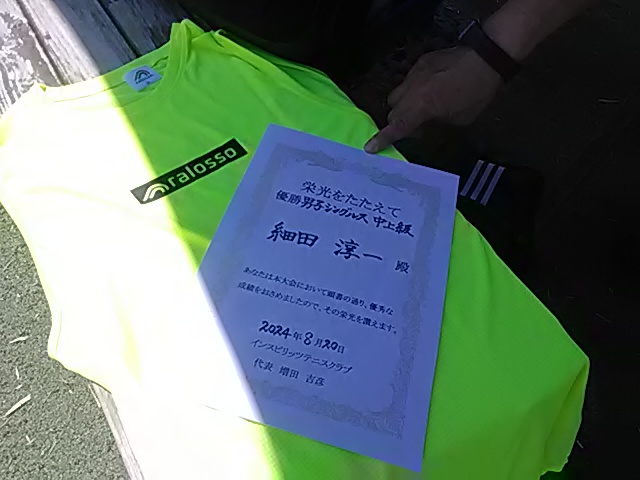 ralosso
栄光をたたえて
優勝 男子シングルス 中上級
細田 淳一 殿
あなたは本大会において頭書の通り、優秀な
成績をおさめましたので、その栄光を讃えます。
2024年8月20日
インスピリッツテニスクラブ
代表 増田 吉彦